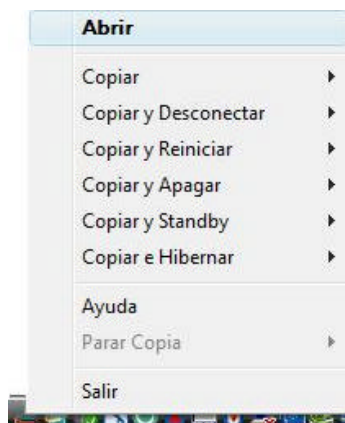 Abrir
Copiar
Copiar y Desconectar
Copiar y Reiniciar
Copiar y Apagar
Copiar y Standby
Copiar e Hibernar
Ayuda
Parar Copia
Salir